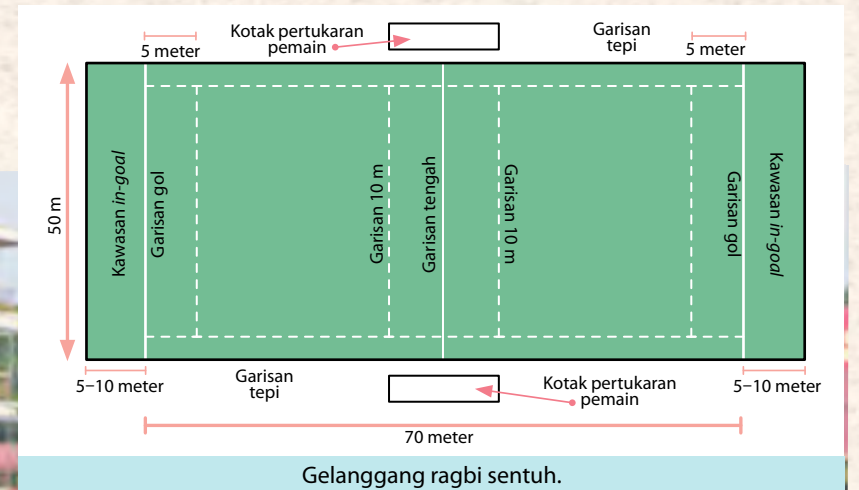 Kotak pertukaran
pemain
Garisan
tepi
5 meter
5 meter
50 m
Kawasan in-goal
Garisan gol
Garisan 10 m
Garisan tengah
Garisan 10 m
Garisan gol
Kawasan in-goal
5–10 meter
Garisan
tepi
Kotak pertukaran
pemain
5–10 meter
70 meter
Gelanggang ragbi sentuh.